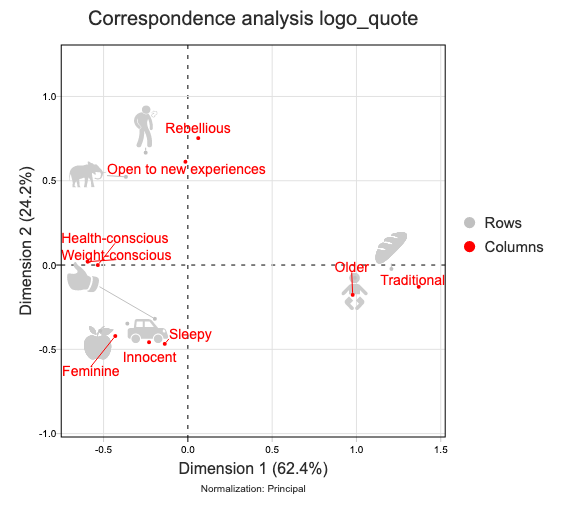 Correspondence analysis logo_quote
Dimension 2 (24.2%)
1.0
0.5
0.0
-0.5
-1.0
Rebellious
Open to new experiences
Health-conscious
Weight-conscious
Older
Traditional
Sleepy
Innocent
Feminine
Rows
Columns
-0.5
0.0
0.5
1.0
1.5
Dimension 1 (62.4%)
Normalization: Principal